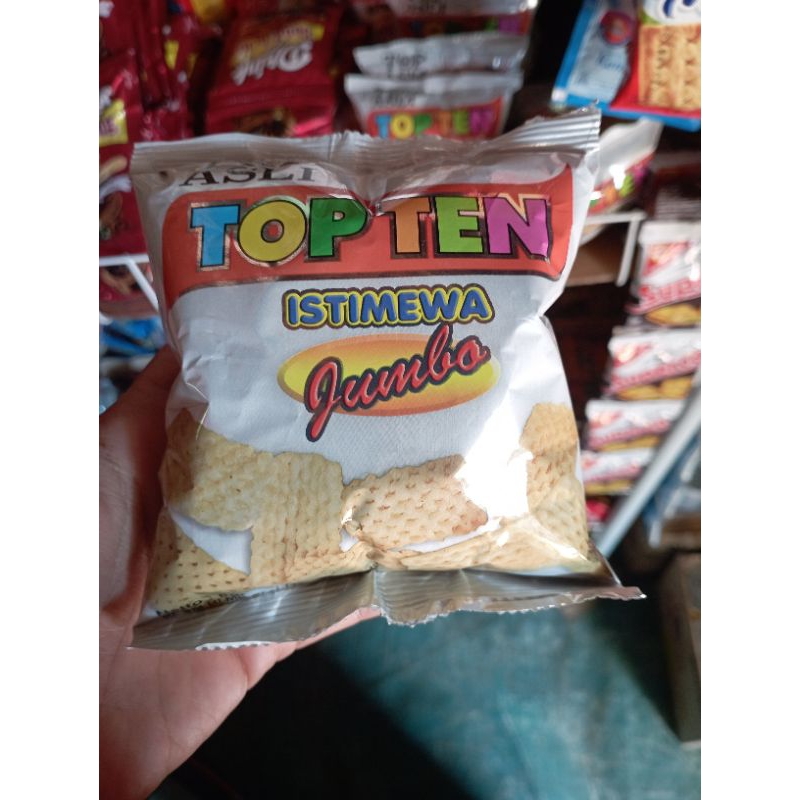 TOP TEN
ASLI
TOP TEN
ISTIMEWA
Jumbo